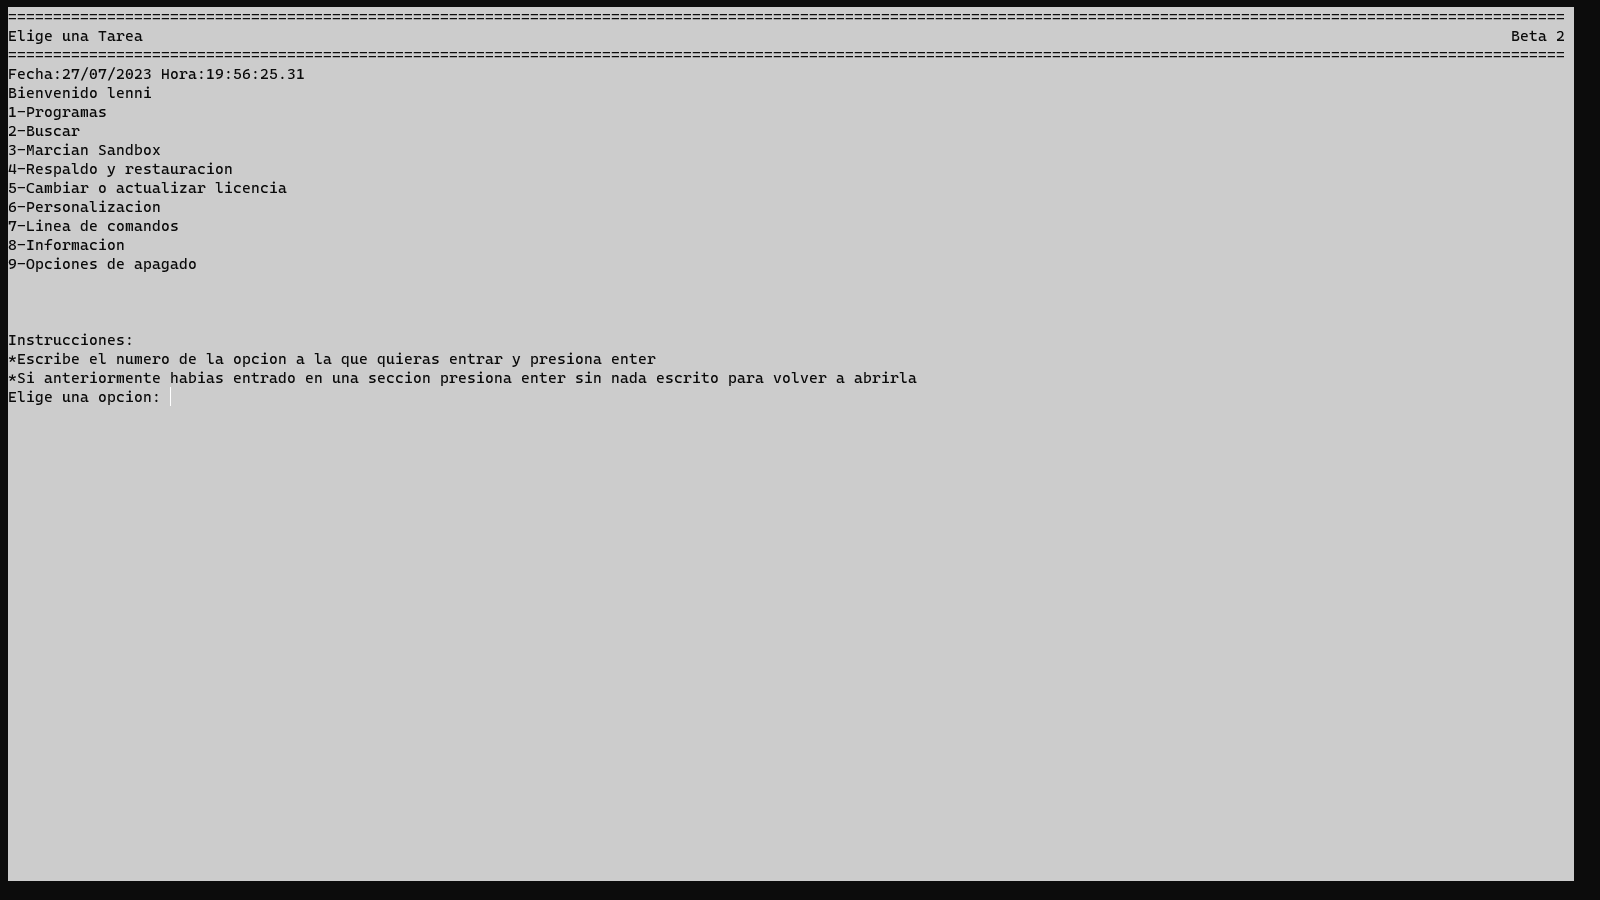 ==============================================================================================================================================================================
Elige una Tarea Beta 2
==============================================================================================================================================================================
Fecha:27/07/2023 Hora:19:56:25.31
Bienvenido lenni
1-Programas
2-Buscar
3-Marcian Sandbox
4-Respaldo y restauracion
5-Cambiar o actualizar licencia
6-Personalizacion
7-Linea de comandos
8-Informacion
9-Opciones de apagado
Instrucciones:
*Escribe el numero de la opcion a la que quieras entrar y presiona enter
*Si anteriormente habias entrado en una seccion presiona enter sin nada escrito para volver a abrirla
Elige una opcion: